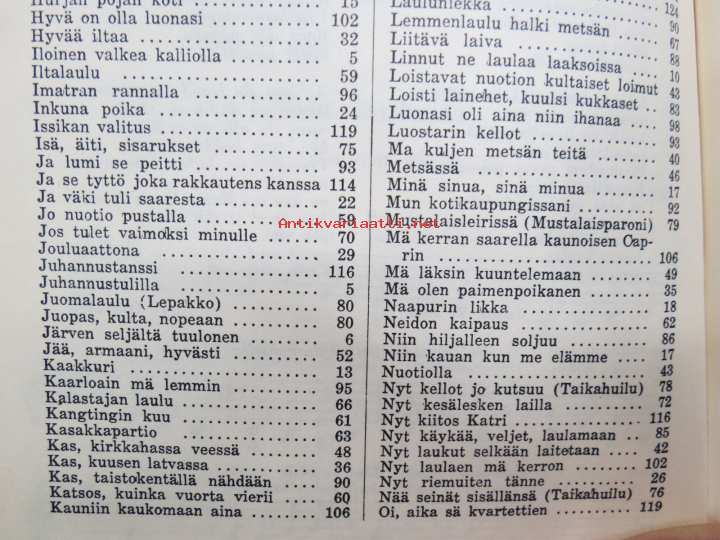 Hurjan pojan koti ........ 15
Hyvä on olla luonasi ........ 102
Hyvää iltaa ........ 32
Iloinen valkea kalliolla ........ 5
Iltalaulu ........ 59
Imatran rannalla ........ 96
Inkuna poika ........ 24
Issikan valitus ........ 119
Isä, äiti, sisarukset ........ 75
Ja lumi se peitti ........ 93
Ja se tyttö joka rakkautens kanssa 114
Ja väki tuli saaresta ........ 22
Jo nuotio pustalla ........ 59
Jos tulet vaimoksi minulle ........ 70
Jouluaattona ........ 29
Juhannustanssi ........ 116
Juhannustulilla ........ 5
Juomalaulu (Lepakko) ........ 80
Juopas, kulta, nopeaan ........ 80
Järven seljältä tuulonen ........ 6
Jää, armaani, hyvästi ........ 52
Kaakkuri ........ 13
Kaarloain mä lemmin ........ 95
Kalastajan laulu ........ 66
Kangtingin kuu ........ 61
Kasakkapartio ........ 63
Kas, kirkkahassa veessä ........ 48
Kas, kuusen latvassa ........ 36
Kas, taistokentällä nähdään .... 90
Katsos, kuinka vuorta vierii .... 60
Kauniin kaukomaan aina ........ 106
124
Lemmenlaulu halki metsän .... 90
Liitävä laiva ........ 67
Linnut ne laulaa laaksoissa .... 88
Loistavat nuotion kultaiset loimut 10
Loisti lainehet, kuulsi kukkaset .. 43
Luonasi oli aina niin ihanaa .... 83
Luostarin kellot ........ 98
Ma kuljen metsän teitä ........ 93
Metsässä ........ 40
Minä sinua, sinä minua ........ 46
Mun kotikaupungissani ........ 17
92
Mustalaisleirissä (Mustalaisparoni) 79
Mä kerran saarella kaunoisen Cap-
rin ........ 106
Mä läksin kuuntelemaan ........ 49
Mä olen paimenpoikanen ........ 35
Naapurin likka ........ 18
Neidon kaipaus ........ 62
Niin hiljalleen soljuu ........ 86
Niin kauan kun me elämme .... 17
Nuotiolla ........ 43
Nyt kellot jo kutsuu (Taikahuilu) 78
Nyt kesälesken lailla ........ 72
Nyt kiitos Katri ........ 116
Nyt käykää, veljet, laulamaan .. 85
Nyt laukut selkään laitetaan .... 42
Nyt laulaen mä kerron ........ 102
Nyt riemuiten tänne ........ 26
Nää seinät sisällänsä (Taikahuilu) 76
Oi, aika sä kvartettien ........ 119
Antikvariaatti.net